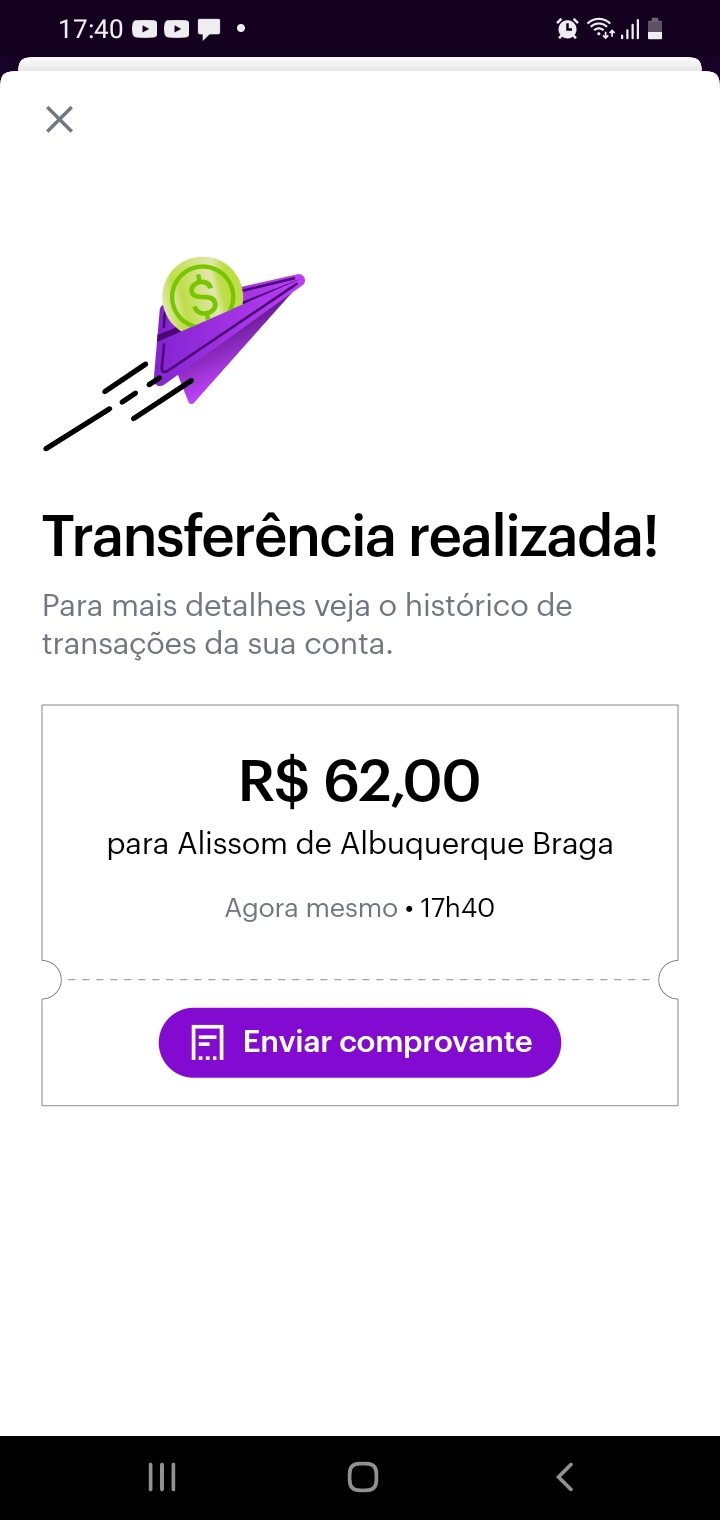 17:40
$
Transferência realizada!
Para mais detalhes veja o histórico de
transações da sua conta.
R$ 62,00
para Alissom de Albuquerque Braga
Agora mesmo • 17h40
Enviar comprovante